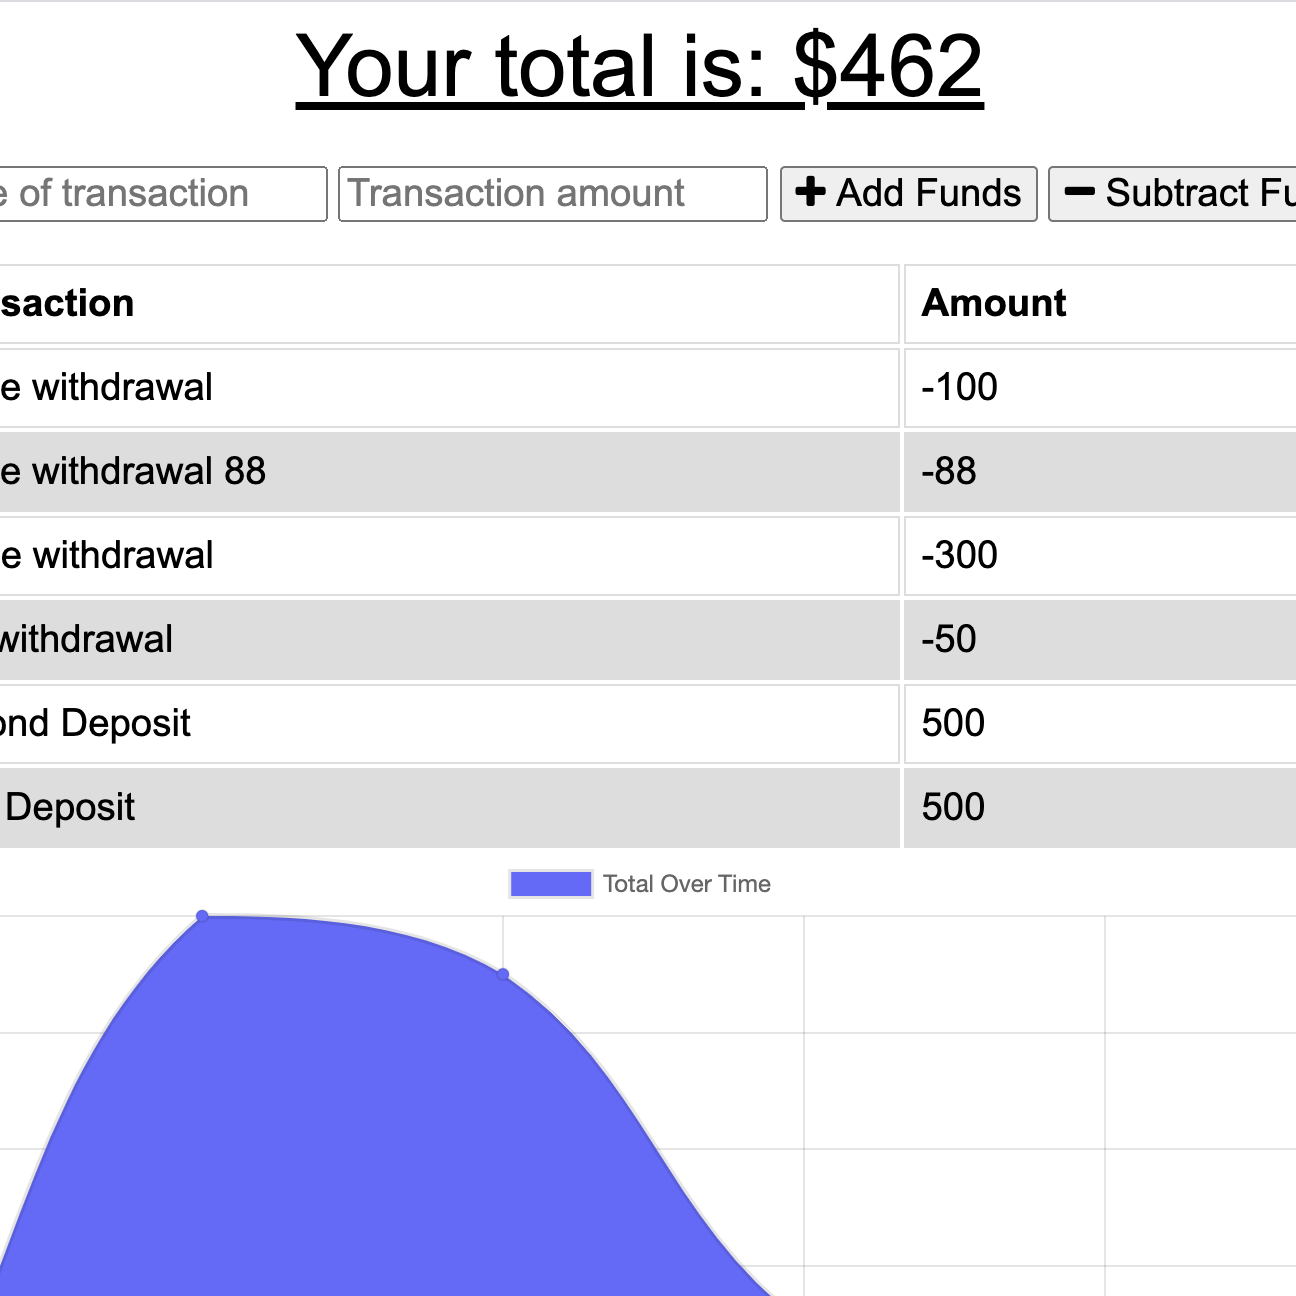 Your total is: $462
e of transaction Transaction amount + Add Funds − Subtract Fu
saction Amount
e withdrawal -100
e withdrawal 88 -88
e withdrawal -300
withdrawal -50
ond Deposit 500
Deposit 500
Total Over Time